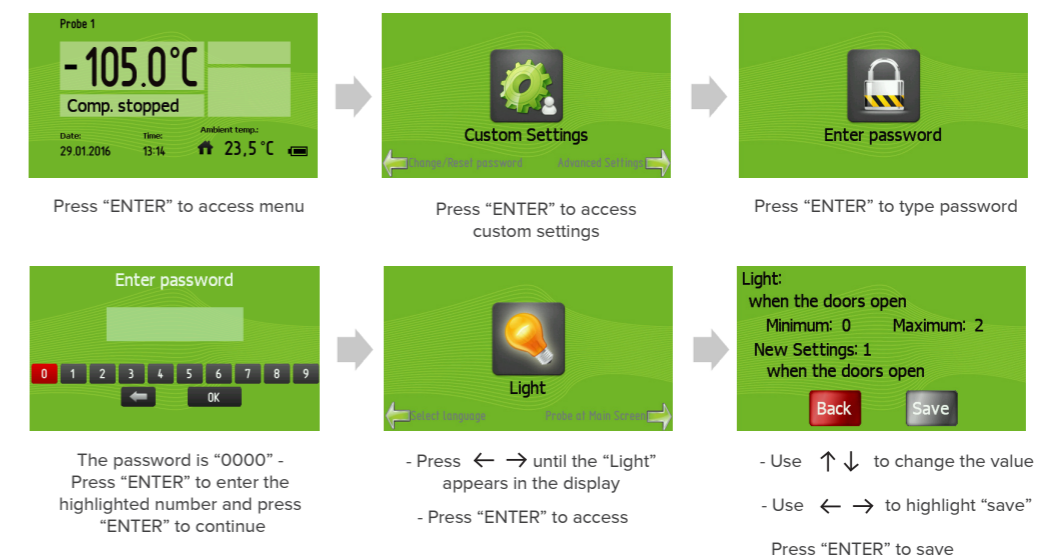 Probe 1
- 105.0°C
Comp. stopped
Date:
Time:
Ambient temp.:
29.01.2016
13:14
23,5°C
Press “ENTER” to access menu
Custom Settings
Change/Reset password
Advanced Settings
Press “ENTER” to access
custom settings
Enter password
Press “ENTER” to type password
Enter password
0 1 2 3 4 5 6 7 8 9
OK
The password is “0000” -
Press “ENTER” to enter the
highlighted number and press
“ENTER” to continue
Light
Select language
Probe at Main Screen
- Press ← → until the “Light”
appears in the display
- Press “ENTER” to access
Light:
when the doors open
Minimum: 0 Maximum: 2
New Settings: 1
when the doors open
Back
Save
- Use ↑ ↓ to change the value
- Use ← → to highlight “save”
Press “ENTER” to save